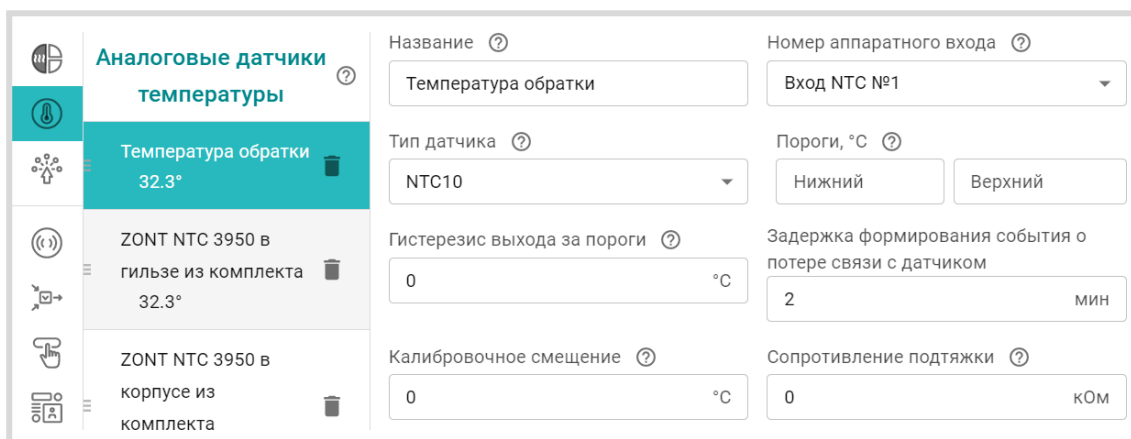 Аналоговые датчики
температуры
Температура обратки
32.3°
ZONT NTC 3950 в
гильзе из комплекта
32.3°
ZONT NTC 3950 в
корпусе из
комплекта
Название
Температура обратки
Номер аппаратного входа
Вход NTC №1
Тип датчика
NTC10
Пороги, °C
Нижний
Верхний
Гистерезис выхода за пороги
0 °C
Задержка формирования события о
потере связи с датчиком
2 мин
Калибровочное смещение
0 °C
Сопротивление подтяжки
0 кОм